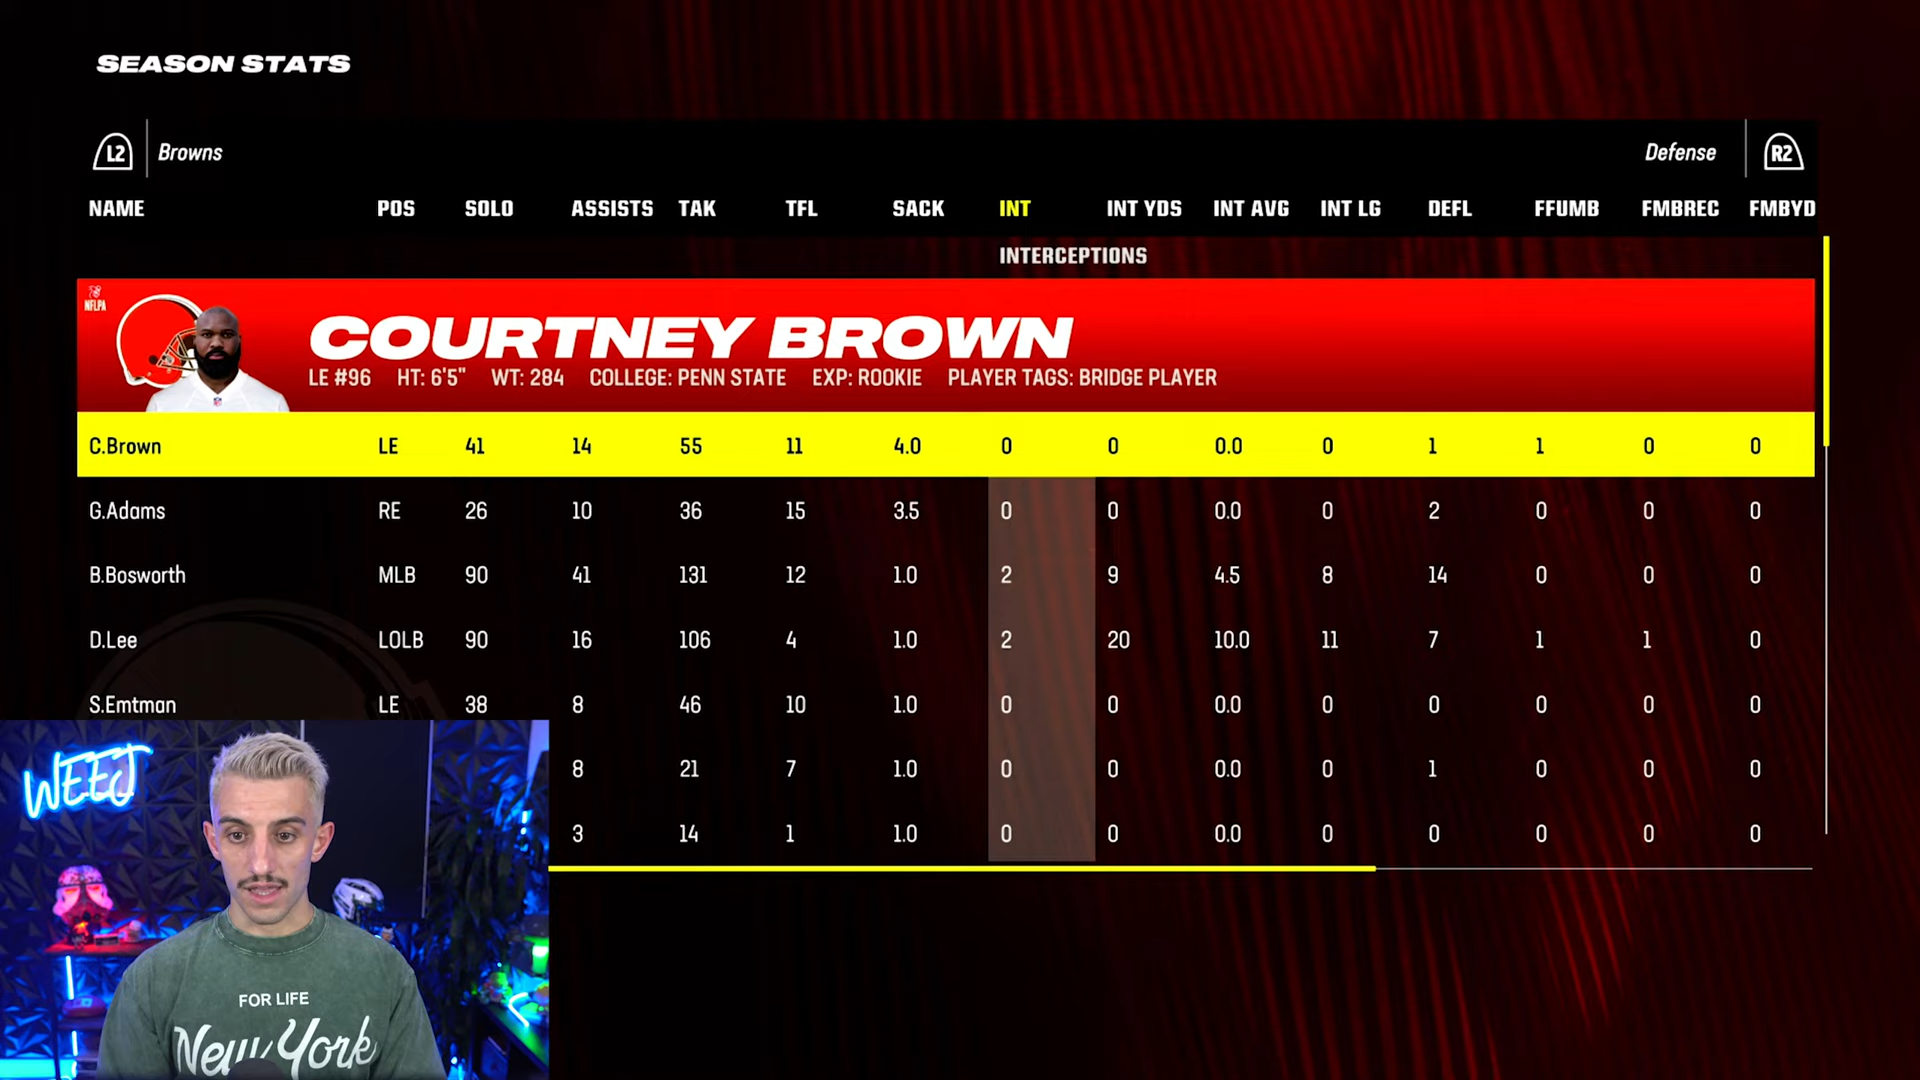 SEASON STATS
L2 Browns Defense R2
NAME POS SOLO ASSISTS TAK TFL SACK INT INT YDS INT AVG INT LG DEFL FFUMB FMBREC FMBYD
INTERCEPTIONS
NFLPA
COURTNEY BROWN
LE #96 HT: 6'5" WT: 284 COLLEGE: PENN STATE EXP: ROOKIE PLAYER TAGS: BRIDGE PLAYER
C.Brown LE 41 14 55 11 4.0 0 0 0.0 0 1 1 0 0
G.Adams RE 26 10 36 15 3.5 0 0 0.0 0 2 0 0 0
B.Bosworth MLB 90 41 131 12 1.0 2 9 4.5 8 14 0 0 0
D.Lee LOLB 90 16 106 4 1.0 2 20 10.0 11 7 1 1 0
S.Emtman LE 38 8 46 10 1.0 0 0 0.0 0 0 0 0 0
8 21 7 1.0 0 0 0.0 0 1 0 0 0
3 14 1 1.0 0 0 0.0 0 0 0 0 0
WEEJ
FOR LIFE
New York